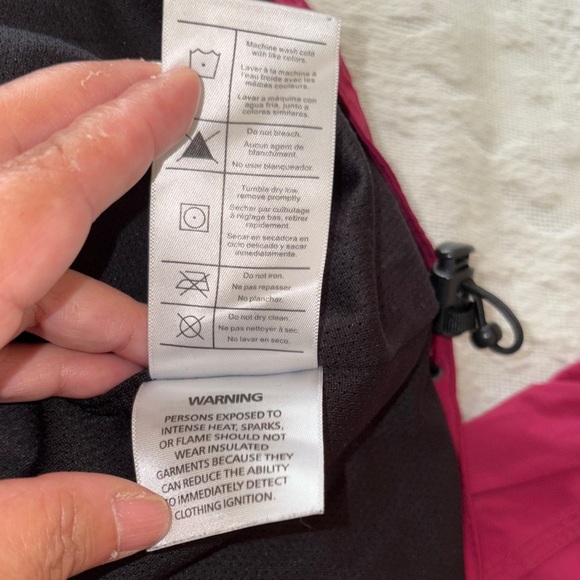 Machine wash cold
with like colors.
Laver à la machine à
l'eau froide avec les
mêmes couleurs.
Lavar a máquina con
agua fría, junto a
colores similares.
Do not bleach.
Aucun agent de
blanchiment.
No usar blanqueador.
Tumble dry low,
remove promptly.
Sécher par culbutage
à réglage bas, retirer
rapidement.
Secar en secadora en
ciclo delicado y sacar
inmediatamente.
Do not iron.
Ne pas repasser.
No planchar.
Do not dry clean.
Ne pas nettoyer à sec.
No lavar en seco.
WARNING
PERSONS EXPOSED TO
INTENSE HEAT, SPARKS,
OR FLAME SHOULD NOT
WEAR INSULATED
GARMENTS BECAUSE THEY
CAN REDUCE THE ABILITY
TO IMMEDIATELY DETECT
CLOTHING IGNITION.